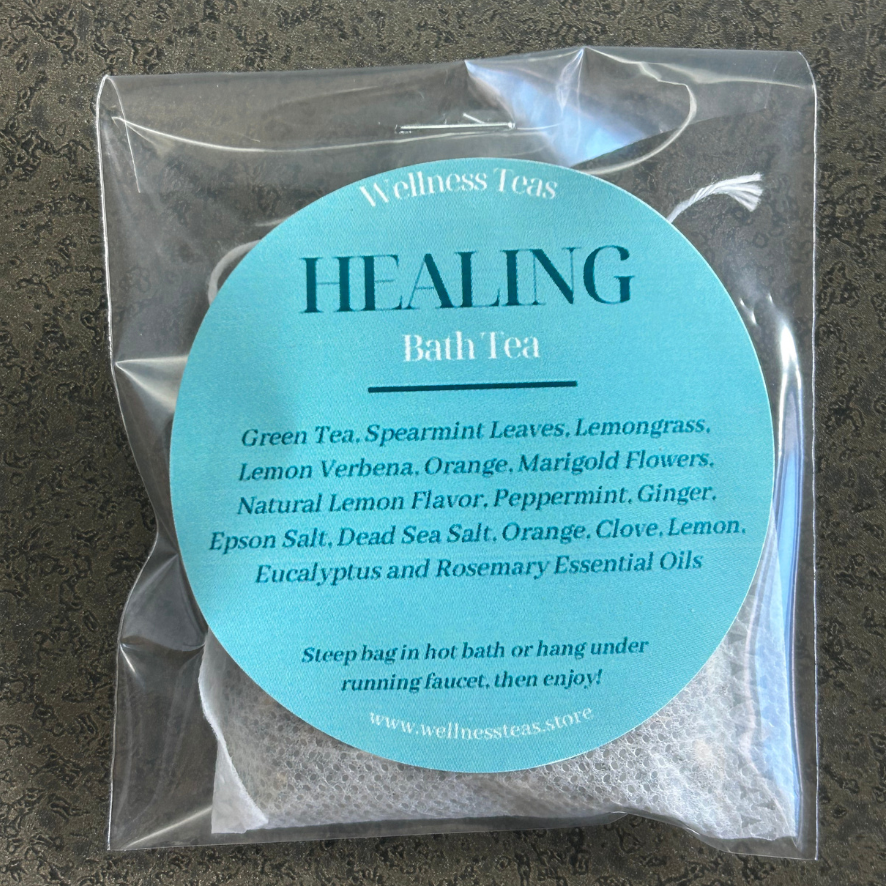 Wellness Teas
HEALING
Bath Tea
Green Tea, Spearmint Leaves, Lemongrass,
Lemon Verbena, Orange, Marigold Flowers,
Natural Lemon Flavor, Peppermint, Ginger,
Epson Salt, Dead Sea Salt, Orange, Clove, Lemon,
Eucalyptus and Rosemary Essential Oils
Steep bag in hot bath or hang under
running faucet, then enjoy!
www.wellnessteas.store